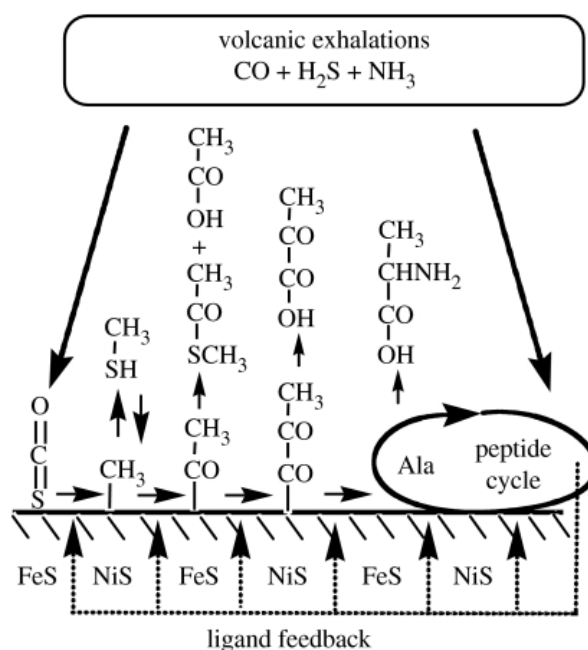 volcanic exhalations
CO + H₂S + NH₃
CH₃
CO
OH
+
CH₃
CO
SCH₃
CH₃
CO
CO
OH
CH₃
CHNH₂
CO
OH
CH₃
SH
O
C
S
CH₃
CH₃
CO
CH₃
CO
CO
Ala
peptide
cycle
FeS NiS FeS NiS FeS NiS
ligand feedback